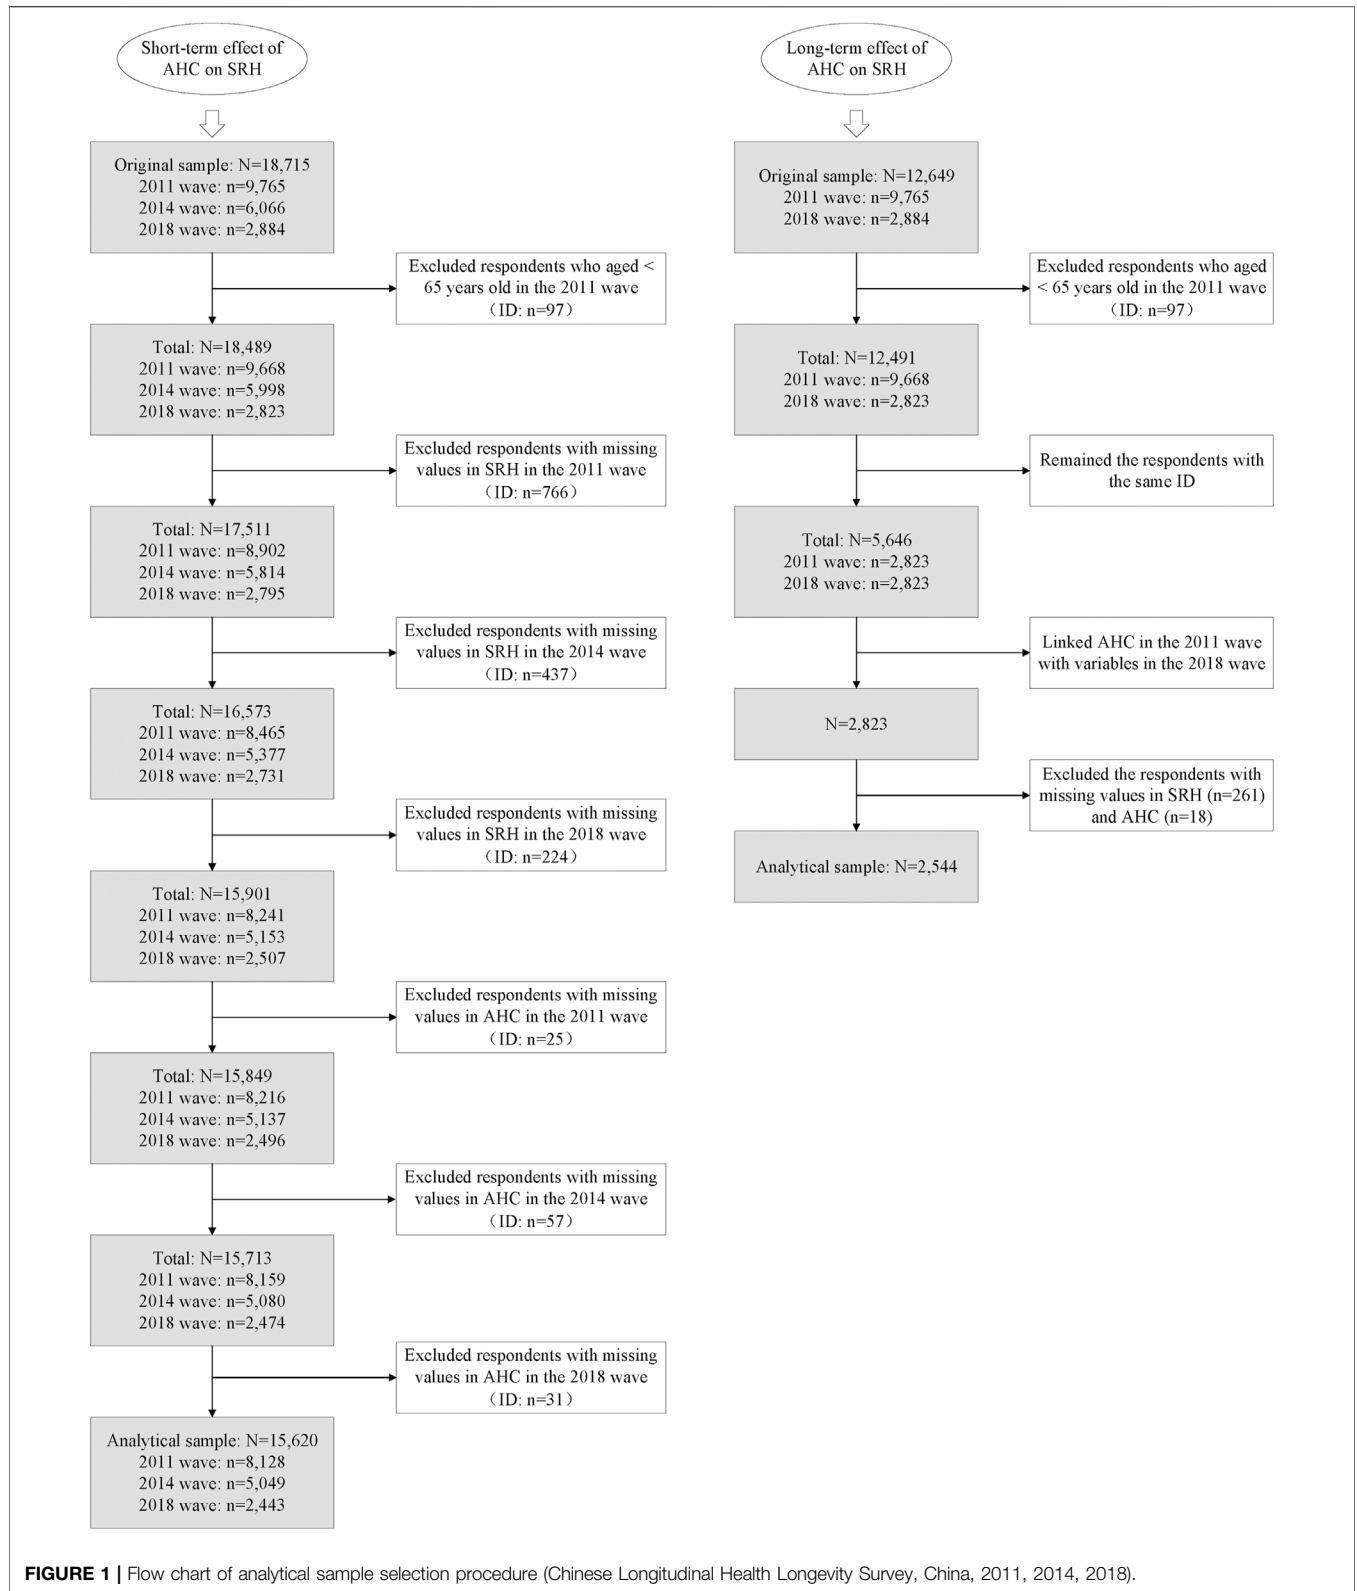 Short-term effect of
AHC on SRH
Original sample: N=18,715
2011 wave: n=9,765
2014 wave: n=6,066
2018 wave: n=2,884
Excluded respondents who aged <
65 years old in the 2011 wave
（ID: n=97）
Total: N=18,489
2011 wave: n=9,668
2014 wave: n=5,998
2018 wave: n=2,823
Excluded respondents with missing
values in SRH in the 2011 wave
（ID: n=766）
Total: N=17,511
2011 wave: n=8,902
2014 wave: n=5,814
2018 wave: n=2,795
Excluded respondents with missing
values in SRH in the 2014 wave
（ID: n=437）
Total: N=16,573
2011 wave: n=8,465
2014 wave: n=5,377
2018 wave: n=2,731
Excluded respondents with missing
values in SRH in the 2018 wave
（ID: n=224）
Total: N=15,901
2011 wave: n=8,241
2014 wave: n=5,153
2018 wave: n=2,507
Excluded respondents with missing
values in AHC in the 2011 wave
（ID: n=25）
Total: N=15,849
2011 wave: n=8,216
2014 wave: n=5,137
2018 wave: n=2,496
Excluded respondents with missing
values in AHC in the 2014 wave
（ID: n=57）
Total: N=15,713
2011 wave: n=8,159
2014 wave: n=5,080
2018 wave: n=2,474
Excluded respondents with missing
values in AHC in the 2018 wave
（ID: n=31）
Analytical sample: N=15,620
2011 wave: n=8,128
2014 wave: n=5,049
2018 wave: n=2,443
Long-term effect of
AHC on SRH
Original sample: N=12,649
2011 wave: n=9,765
2018 wave: n=2,884
Excluded respondents who aged
< 65 years old in the 2011 wave
（ID: n=97）
Total: N=12,491
2011 wave: n=9,668
2018 wave: n=2,823
Remained the respondents with
the same ID
Total: N=5,646
2011 wave: n=2,823
2018 wave: n=2,823
Linked AHC in the 2011 wave
with variables in the 2018 wave
N=2,823
Excluded the respondents with
missing values in SRH (n=261)
and AHC (n=18)
Analytical sample: N=2,544
FIGURE 1 | Flow chart of analytical sample selection procedure (Chinese Longitudinal Health Longevity Survey, China, 2011, 2014, 2018).